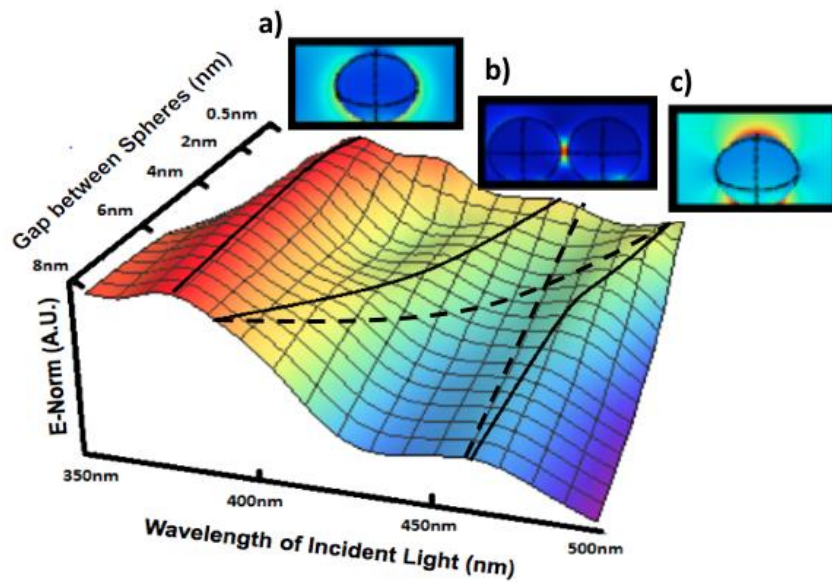 a)
b)
c)
Gap between Spheres (nm)
0.5nm
2nm
4nm
6nm
8nm
E-Norm (A.U.)
350nm
400nm
450nm
500nm
Wavelength of Incident Light (nm)